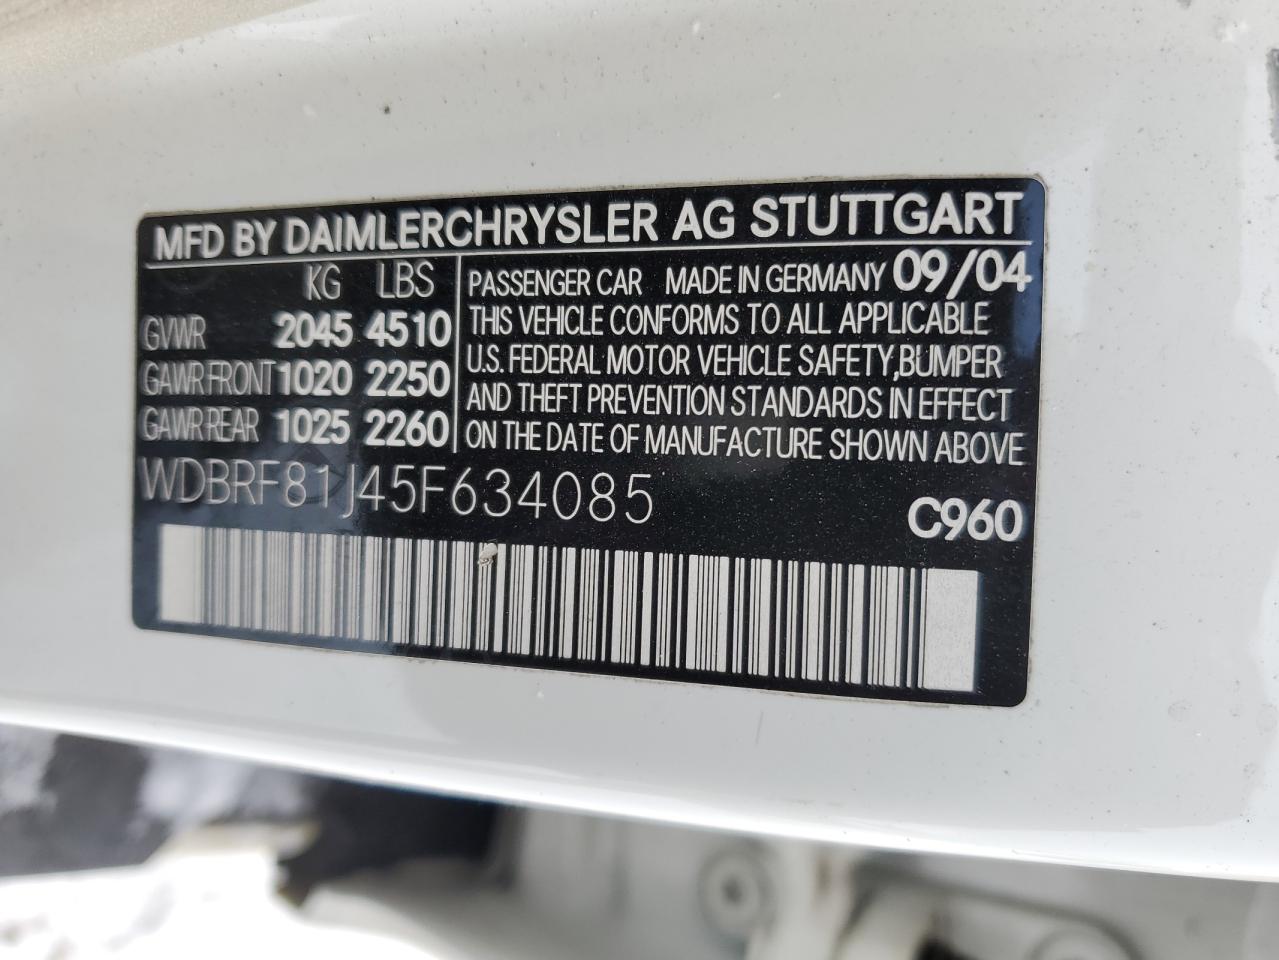 MFD BY DAIMLERCHRYSLER AG STUTTGART
KG LBS
GVWR 2045 4510
GAWR FRONT 1020 2250
GAWR REAR 1025 2260
PASSENGER CAR MADE IN GERMANY 09/04
THIS VEHICLE CONFORMS TO ALL APPLICABLE
U.S. FEDERAL MOTOR VEHICLE SAFETY, BUMPER
AND THEFT PREVENTION STANDARDS IN EFFECT
ON THE DATE OF MANUFACTURE SHOWN ABOVE
WDBRF81J45F634085
C960